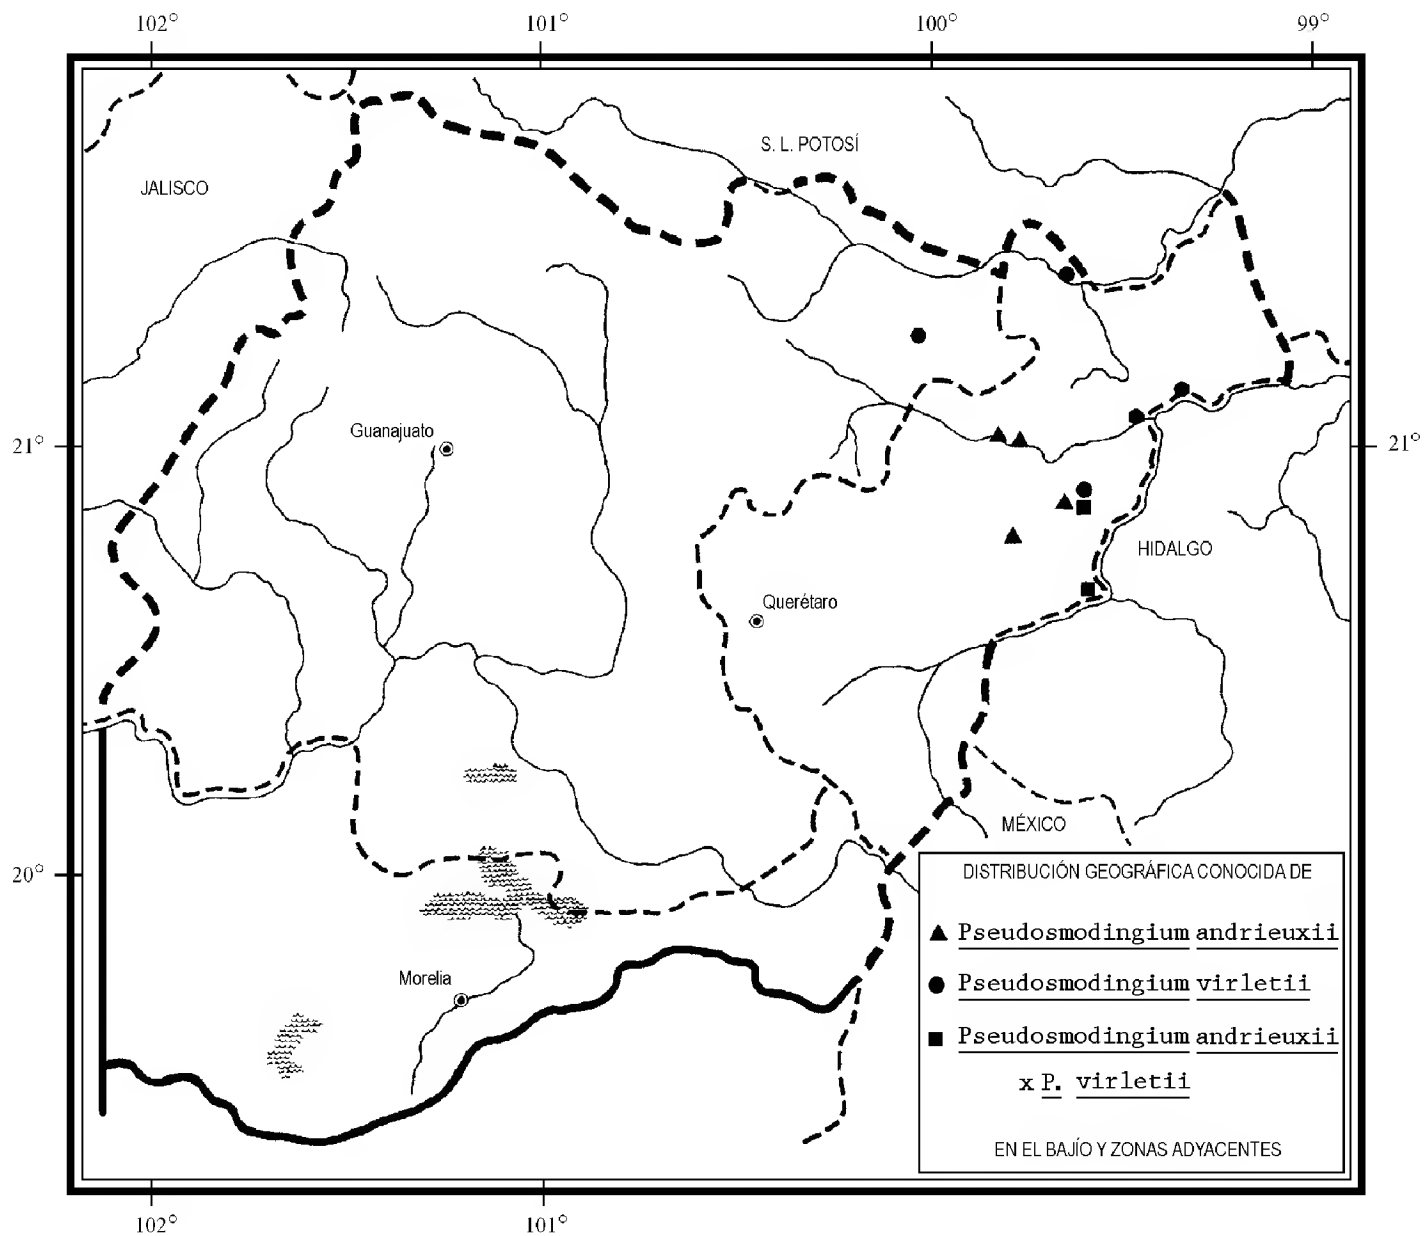 102° 101° 100° 99°
S. L. POTOSÍ
JALISCO
Guanajuato
21° 21°
HIDALGO
Querétaro
MÉXICO
20°
DISTRIBUCIÓN GEOGRÁFICA CONOCIDA DE
Pseudosmodingium andrieuxii
Morelia
Pseudosmodingium virletii
Pseudosmodingium andrieuxii
x P. virletii
EN EL BAJÍO Y ZONAS ADYACENTES
102° 101°